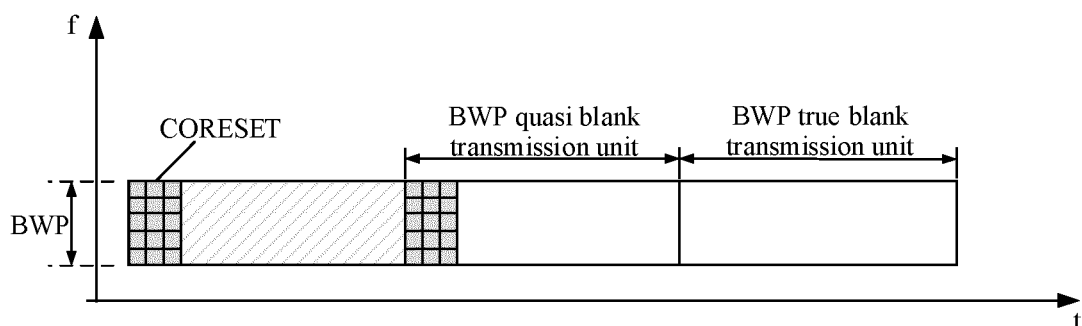 f
CORESET
BWP quasi blank
transmission unit
BWP true blank
transmission unit
BWP
t